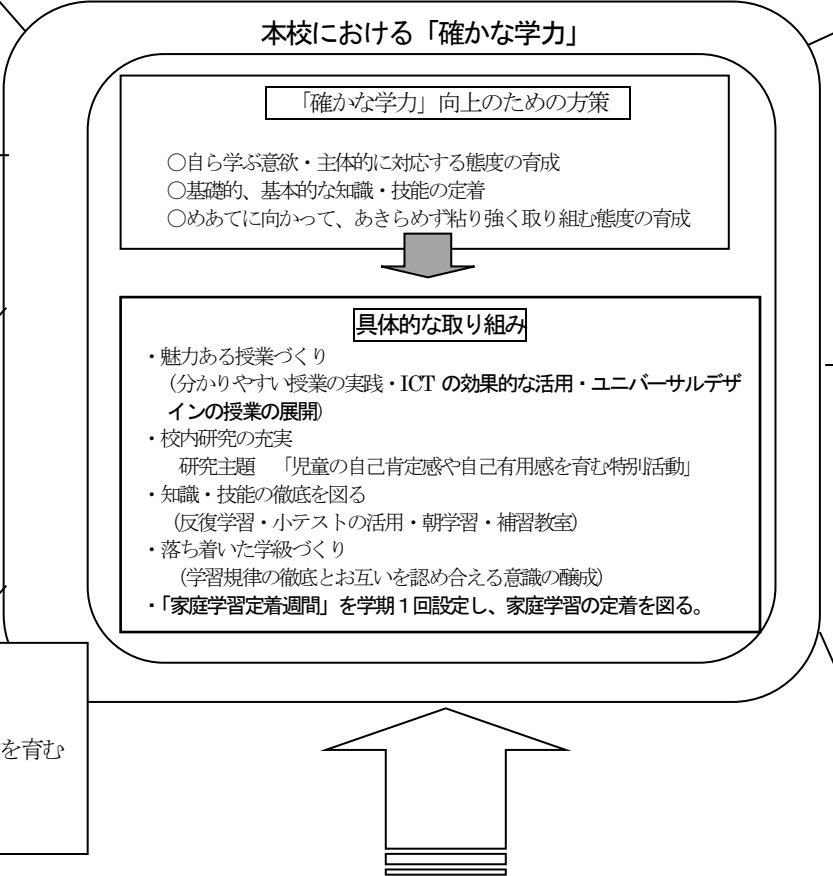 本校における「確かな学力」
「確かな学力」向上のための方策
○自ら学ぶ意欲・主体的に対応する態度の育成
○基礎的、基本的な知識・技能の定着
○めあてに向かって、あきらめず粘り強く取り組む態度の育成
具体的な取り組み
・魅力ある授業づくり
（分かりやすい授業の実践・ICT の効果的な活用・ユニバーサルデザ
インの授業の展開）
・校内研究の充実
研究主題　「児童の自己肯定感や自己有用感を育む特別活動」
・知識・技能の徹底を図る
（反復学習・小テストの活用・朝学習・補習教室）
・落ち着いた学級づくり
（学習規律の徹底とお互いを認め合える意識の醸成）
・「家庭学習定着週間」を学期１回設定し、家庭学習の定着を図る。
を育む